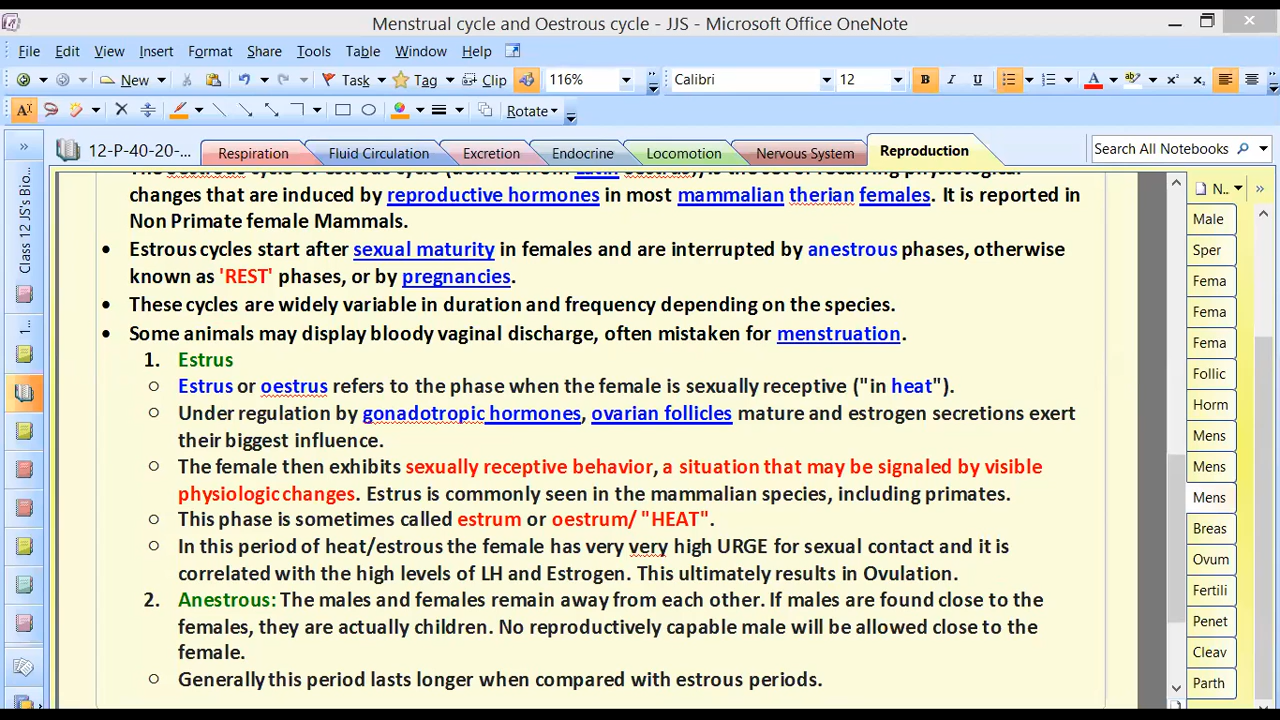 Menstrual cycle and Oestrous cycle - JJS - Microsoft Office OneNote
File Edit View Insert Format Share Tools Table Window Help
New Task Tag Clip 116% Calibri 12 B I U A
A Rotate
12-P-40-20-... Respiration Fluid Circulation Excretion Endocrine Locomotion Nervous System Reproduction Search All Notebooks
changes that are induced by reproductive hormones in most mammalian therian females. It is reported in
Non Primate female Mammals.
• Estrous cycles start after sexual maturity in females and are interrupted by anestrous phases, otherwise
known as 'REST' phases, or by pregnancies.
• These cycles are widely variable in duration and frequency depending on the species.
• Some animals may display bloody vaginal discharge, often mistaken for menstruation.
1. Estrus
○ Estrus or oestrus refers to the phase when the female is sexually receptive ("in heat").
○ Under regulation by gonadotropic hormones, ovarian follicles mature and estrogen secretions exert
their biggest influence.
○ The female then exhibits sexually receptive behavior, a situation that may be signaled by visible
physiologic changes. Estrus is commonly seen in the mammalian species, including primates.
○ This phase is sometimes called estrum or oestrum/ "HEAT".
○ In this period of heat/estrous the female has very very high URGE for sexual contact and it is
correlated with the high levels of LH and Estrogen. This ultimately results in Ovulation.
2. Anestrous: The males and females remain away from each other. If males are found close to the
females, they are actually children. No reproductively capable male will be allowed close to the
female.
○ Generally this period lasts longer when compared with estrous periods.
Class 12 JJ's Bio...
1...
N..
Male
Sper
Fema
Fema
Fema
Follic
Horm
Mens
Mens
Mens
Breas
Ovum
Fertili
Penet
Cleav
Parth